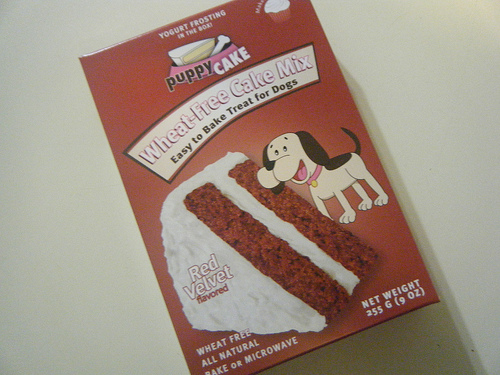 YOGURT FROSTING
IN THE BOX!
puppy CAKE
Wheat-Free Cake Mix
Easy to Bake Treat for Dogs
Red
Velvet
flavored
NET WEIGHT
255 G (9 OZ)
WHEAT FREE
ALL NATURAL
BAKE OR MICROWAVE